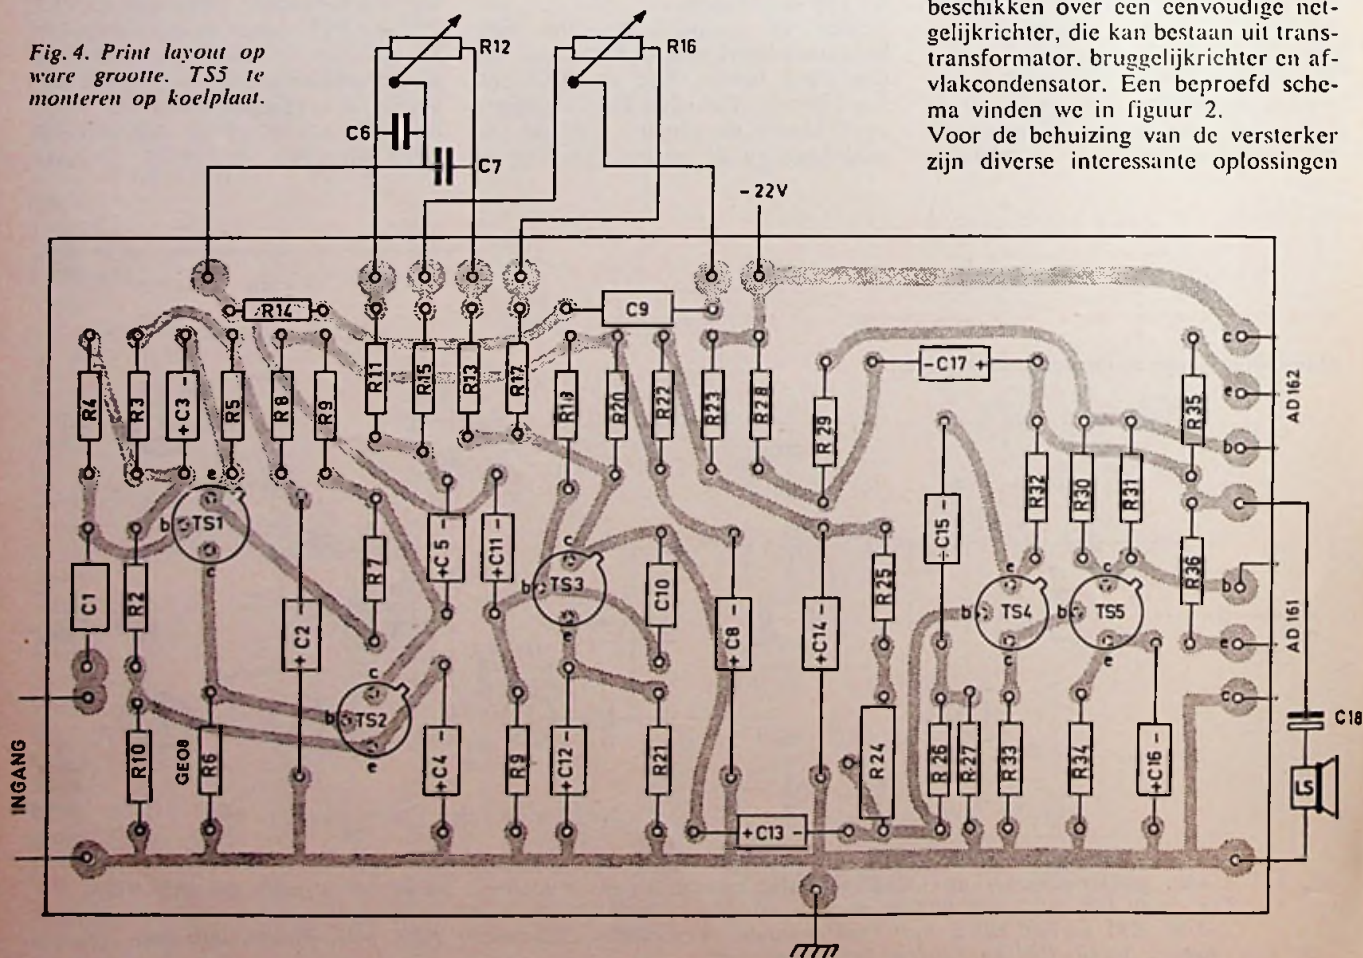 beschikken over een eenvoudige net-
gelijkrichter, die kan bestaan uit trans-
transformator, bruggelijkrichter en af-
vlakcondensator. Een beproefd sche-
ma vinden we in figuur 2.
Voor de behuizing van de versterker
zijn diverse interessante oplossingen
Fig. 4. Print layout op
ware grootte. TS5 te
monteren op koelplaat.
R12
R16
C6
C7
- 22V
R14
C9
R4
R3
+ C3 -
R5
R8
R9
R11
R15
R13
R17
R18
R20
R22
R23
R28
R29
- C17 +
R35
c
e
b
AD162
C1
R2
e
b
TS1
c
R7
+ C5 -
+ C11 -
c
b
TS3
e
C10
+ C8 -
+ C14 -
R25
+ C15 -
R32
R30
R31
R36
e
b
TS4
c
c
b
TS5
e
b
e
c
AD161
+ C2 -
c
b
TS2
e
INGANG
R10
GEO8
R6
+ C4 -
R9
+ C12 -
R21
+ C13 -
R24
R26
R27
R33
R34
+ C16 -
C18
LS